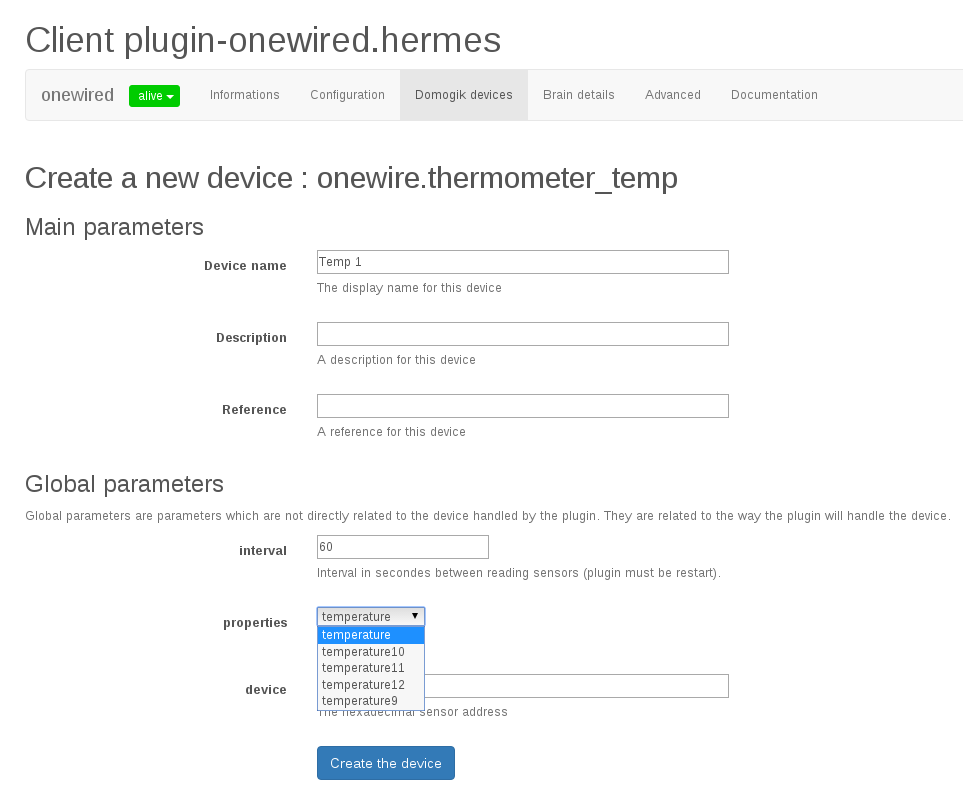 Client plugin-onewired.hermes
onewired alive Informations Configuration Domogik devices Brain details Advanced Documentation
Create a new device : onewire.thermometer_temp
Main parameters
Device name Temp 1
The display name for this device
Description
A description for this device
Reference
A reference for this device
Global parameters
Global parameters are parameters which are not directly related to the device handled by the plugin. They are related to the way the plugin will handle the device.
interval 60
Interval in secondes between reading sensors (plugin must be restart).
properties temperature
temperature
temperature10
temperature11
temperature12
device
temperature9
The hexadecimal sensor address
Create the device